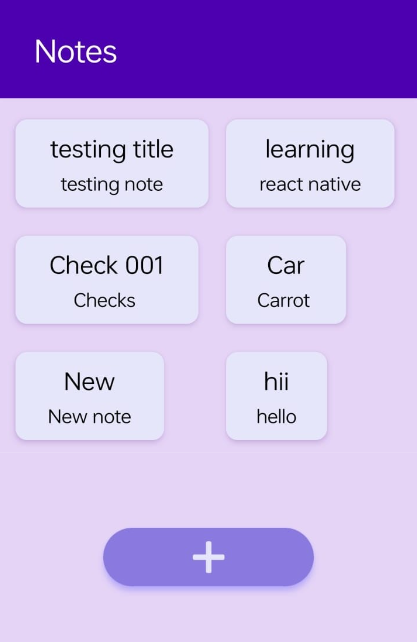 Notes
testing title
testing note
learning
react native
Check 001
Checks
Car
Carrot
New
New note
hii
hello